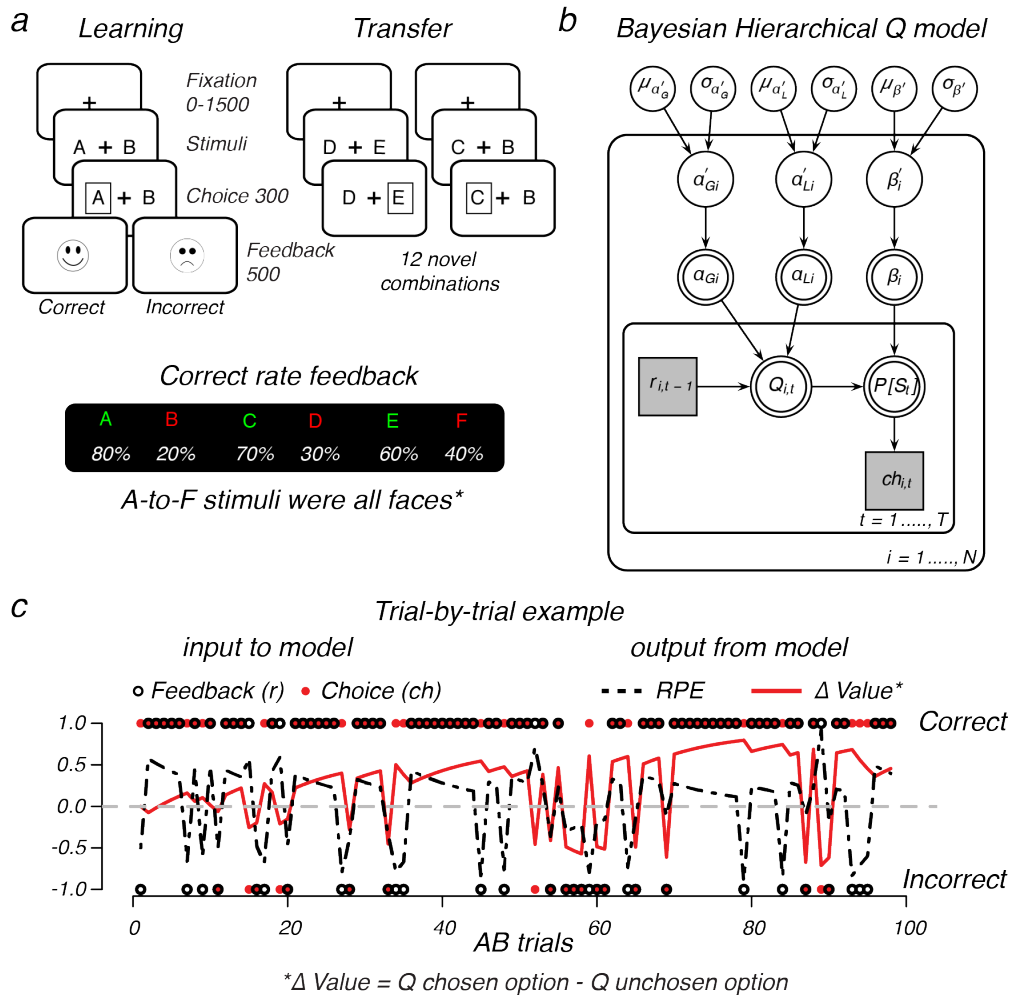 a
Learning
Transfer
+
Fixation
0-1500
A + B
Stimuli
A + B
Choice 300
Feedback
500
Correct
Incorrect
+
+
D + E
C + B
D + E
C + B
12 novel
combinations
Correct rate feedback
A B C D E F
80% 20% 70% 30% 60% 40%
A-to-F stimuli were all faces*
b
Bayesian Hierarchical Q model
μα′G σα′G μα′L σα′L μβ′ σβ′
α′Gi α′Li β′i
αGi αLi βi
ri,t−1 Qi,t P[St]
chi,t
t = 1 ....., T
i = 1 ....., N
c
Trial-by-trial example
input to model
output from model
Feedback (r) Choice (ch) RPE Δ Value*
1.0 Correct
0.5
0.0
-0.5
-1.0 Incorrect
0 20 40 60 80 100
AB trials
*Δ Value = Q chosen option - Q unchosen option